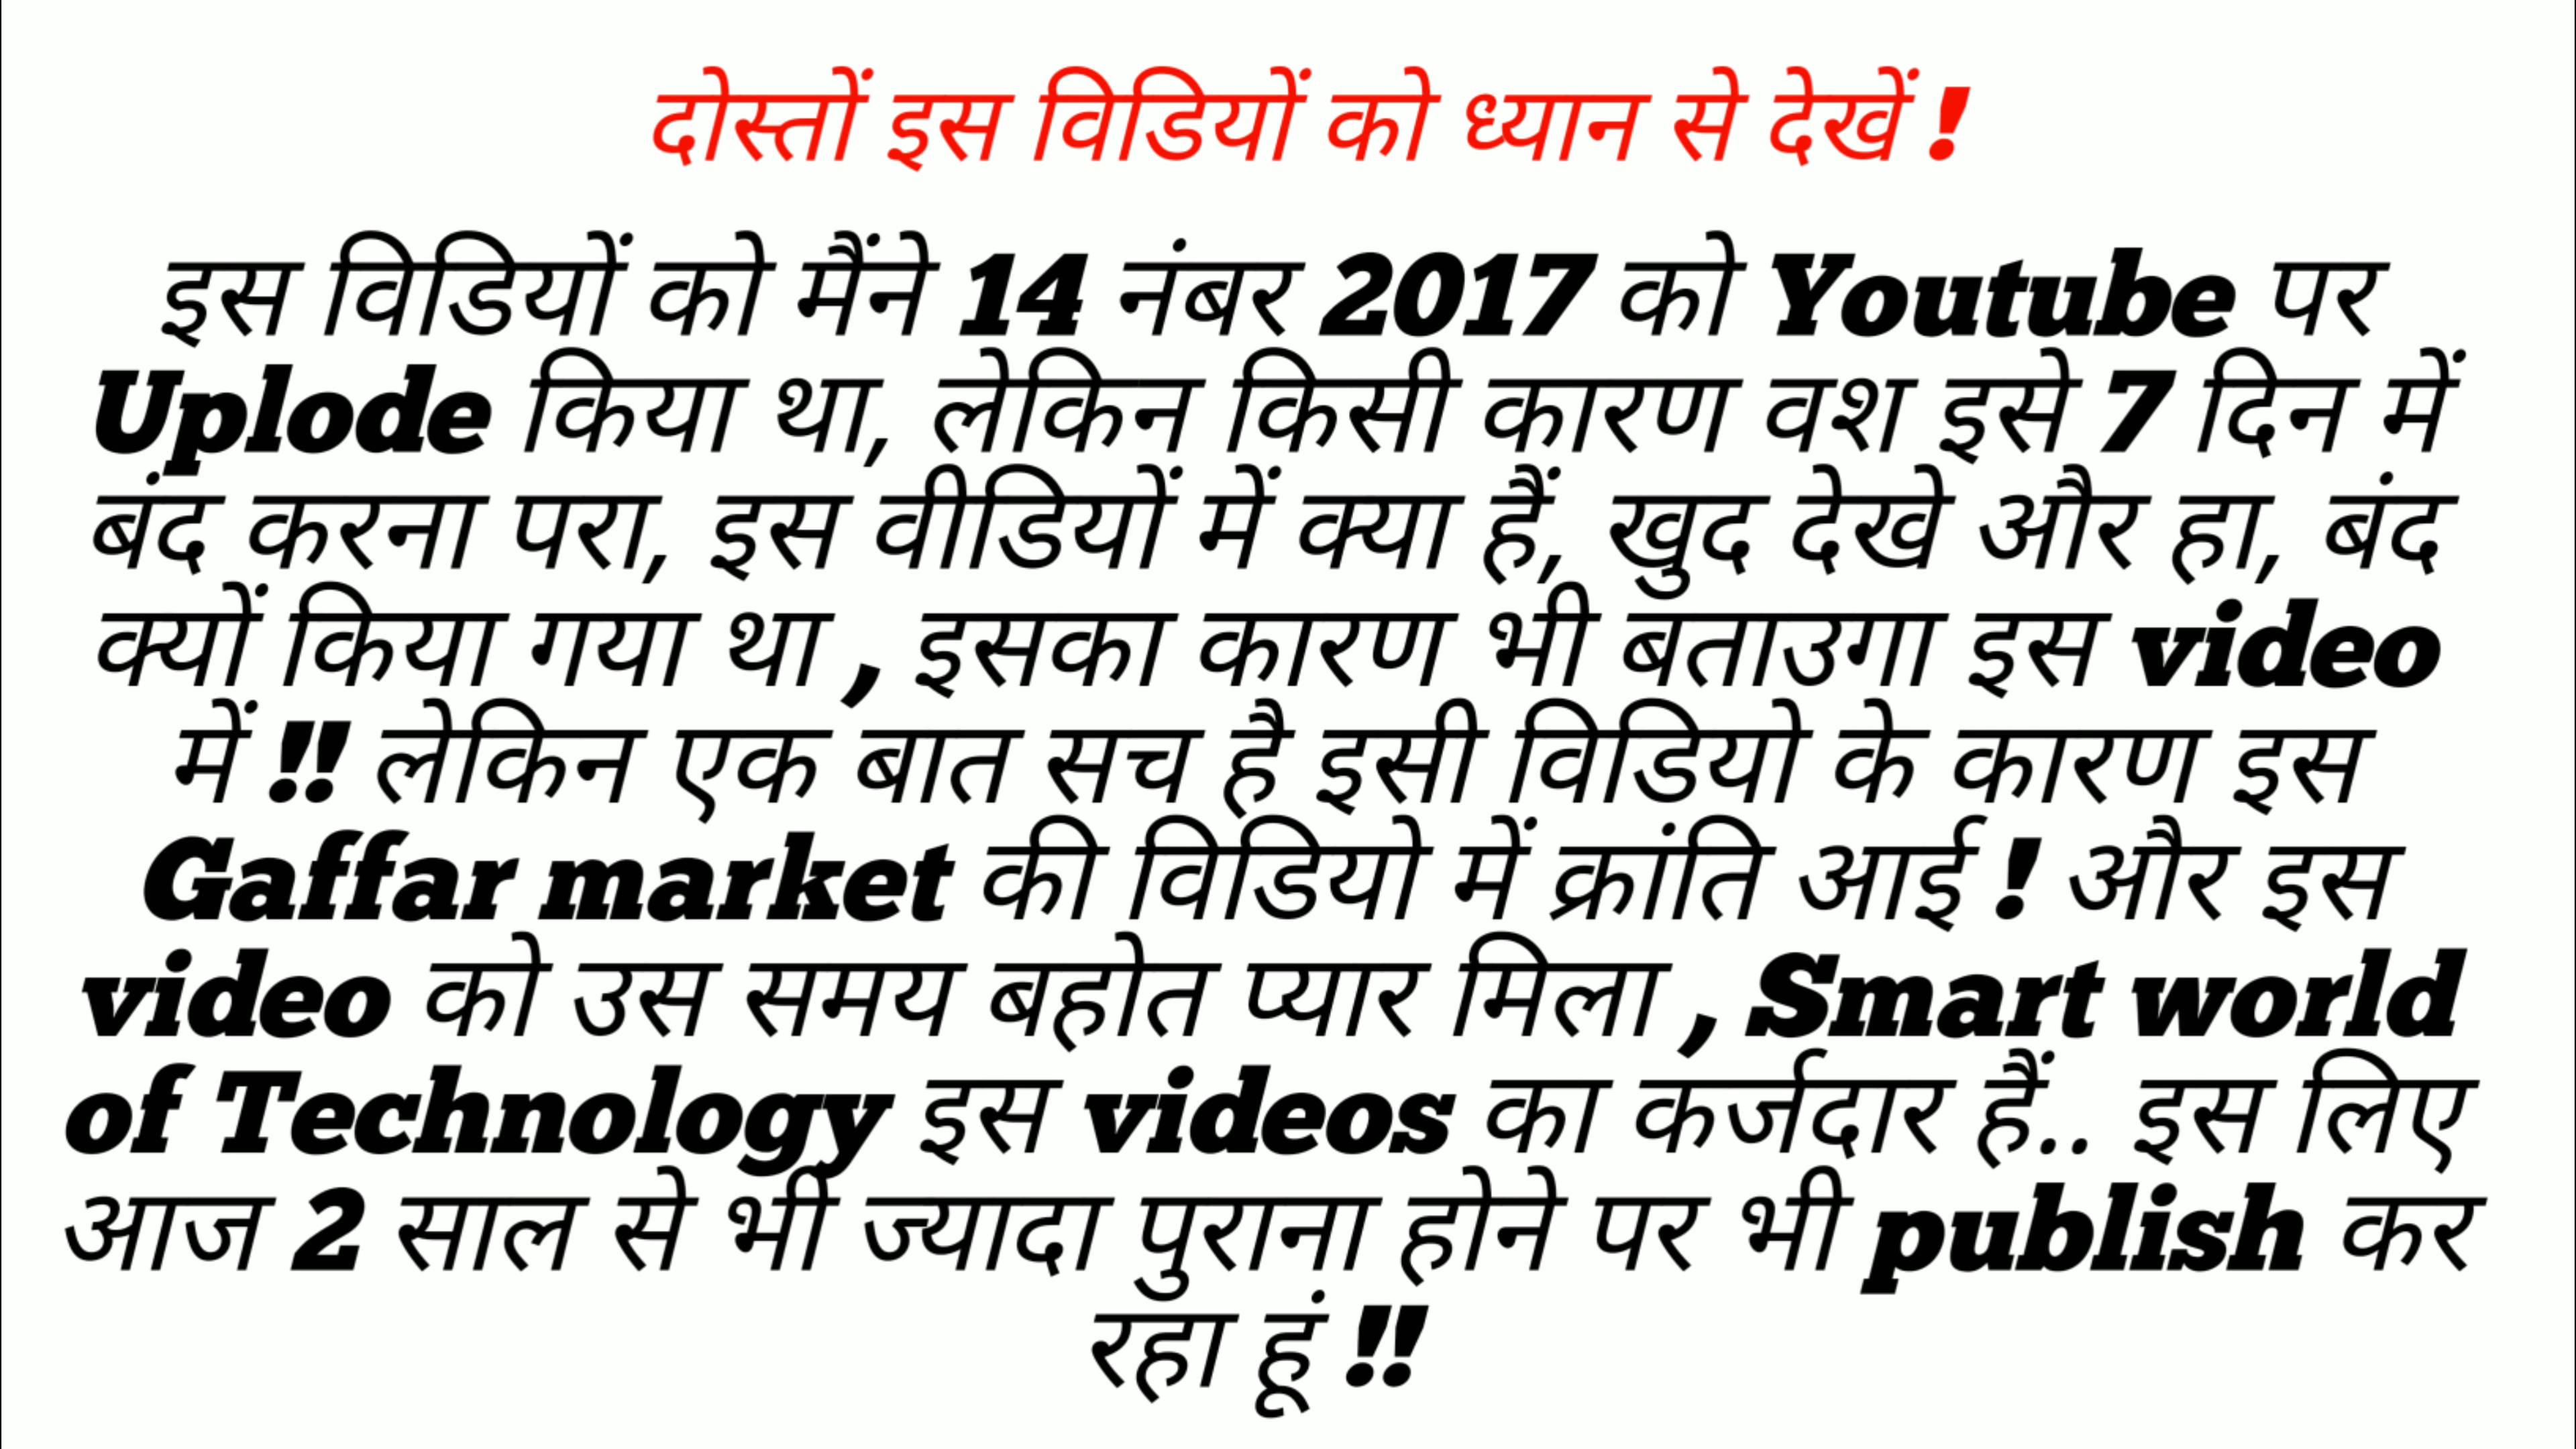 दोस्तों इस विडियों को ध्यान से देखें !
इस विडियों को मैंने 14 नंबर 2017 को Youtube पर
Uplode किया था, लेकिन किसी कारण वश इसे 7 दिन में
बंद करना परा, इस वीडियों में क्या हैं, खुद देखे और हा, बंद
क्यों किया गया था , इसका कारण भी बताउगा इस video
में !! लेकिन एक बात सच है इसी विडियो के कारण इस
Gaffar market की विडियो में क्रांति आई ! और इस
video को उस समय बहोत प्यार मिला , Smart world
of Technology इस videos का कर्जदार हैं.. इस लिए
आज 2 साल से भी ज्यादा पुराना होने पर भी publish कर
रहा हूं !!